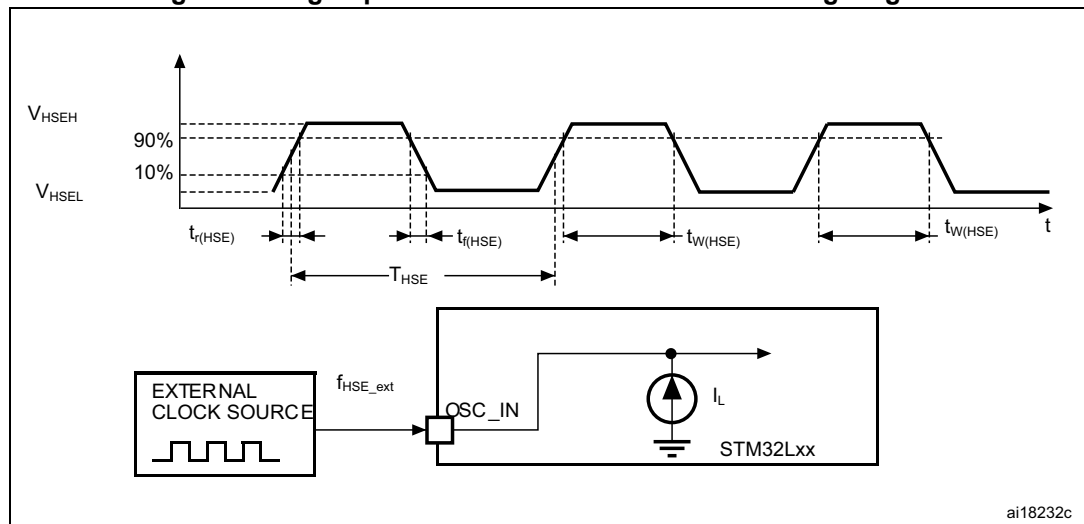 VHSEH
90%
10%
VHSEL
tr(HSE)
tf(HSE)
tW(HSE)
tW(HSE)
t
THSE
EXTERNAL
CLOCK SOURCE
fHSE_ext
OSC_IN
IL
STM32Lxx
ai18232c